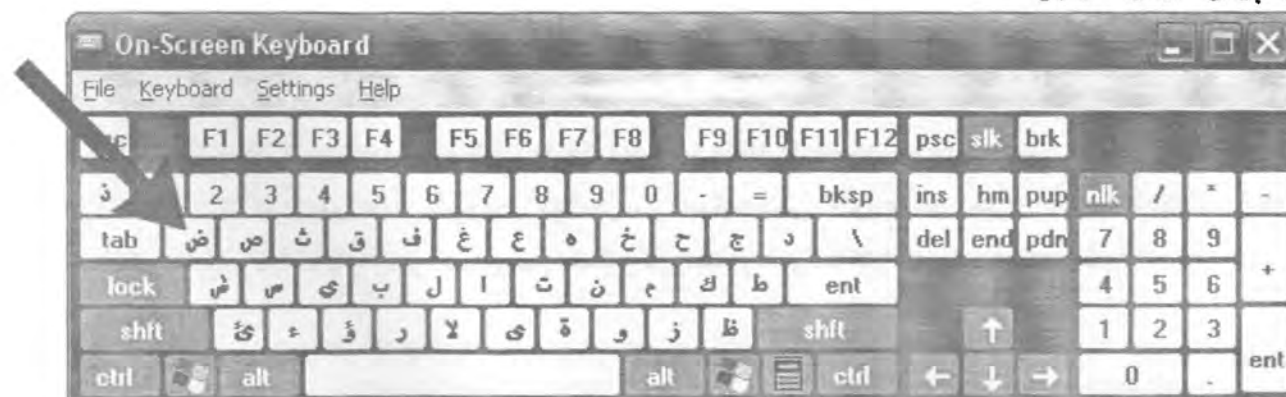 On-Screen Keyboard
File Keyboard Settings Help
F1 F2 F3 F4 F5 F6 F7 F8 F9 F10 F11 F12 psc slk brk
ذ 2 3 4 5 6 7 8 9 0 - = bksp ins hm pup nlk / * -
tab ض ص ث ق ف غ ع ه خ ح ج د \ del end pdn 7 8 9 +
lock ش س ي ب ل ا ت ن م ك ط ent 4 5 6
shft ئ ء ؤ ر لا ى ة و ز ظ shft ↑ 1 2 3 ent
ctrl alt alt ctrl ← ↓ → 0 .